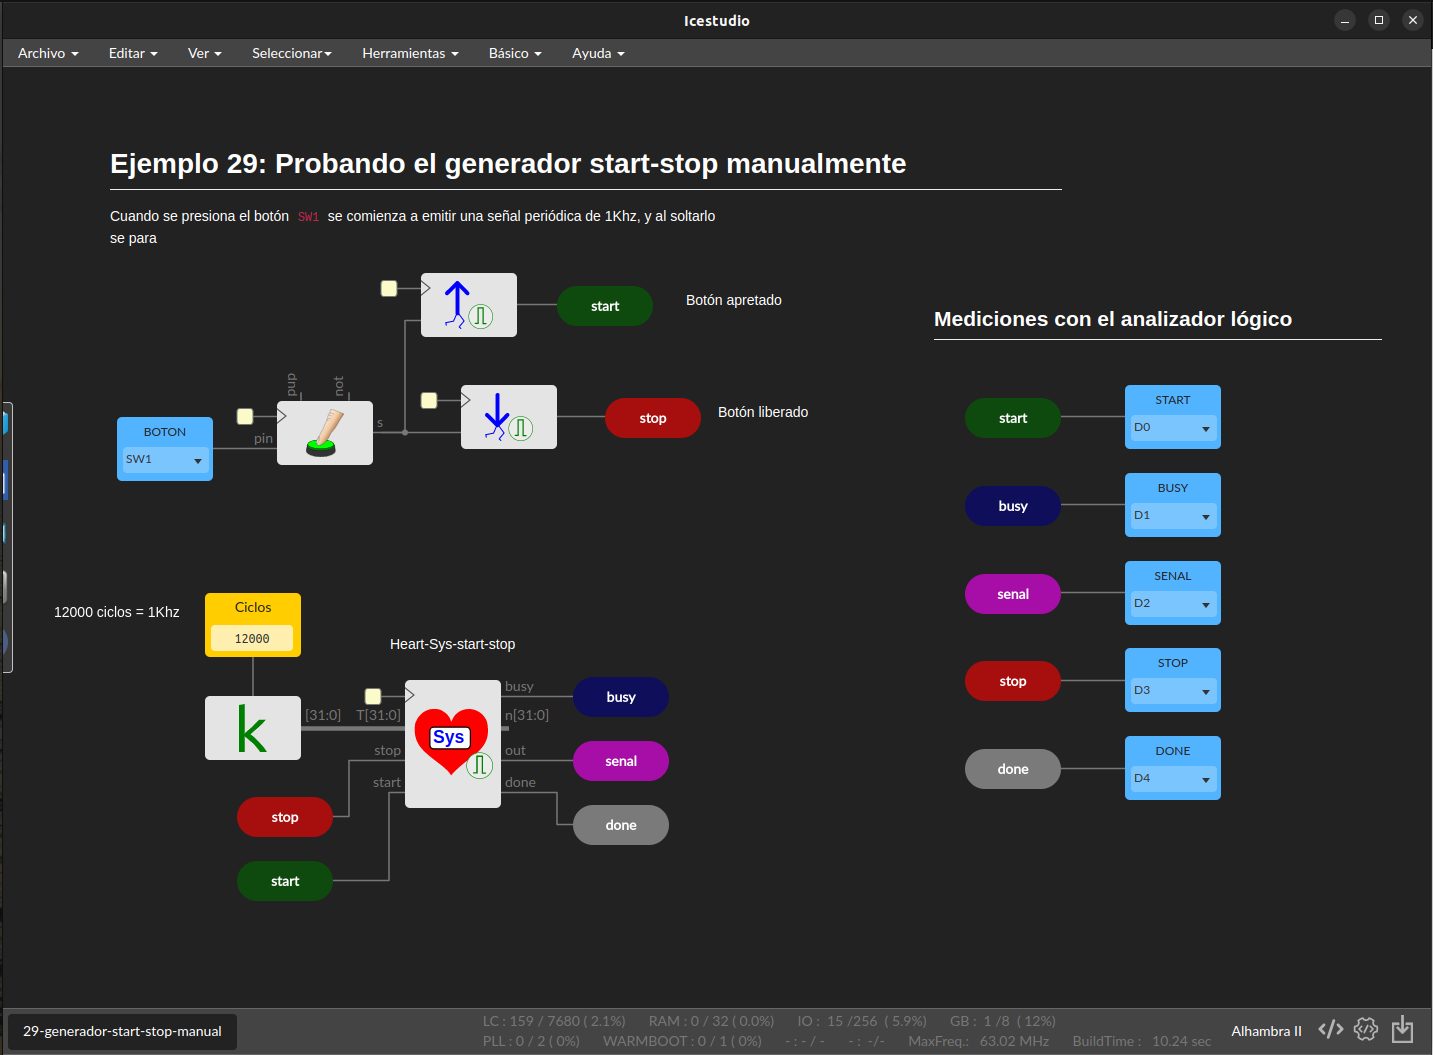 Icestudio
Archivo Editar Ver Seleccionar Herramientas Básico Ayuda
Ejemplo 29: Probando el generador start-stop manualmente
Cuando se presiona el botón SW1 se comienza a emitir una señal periódica de 1Khz, y al soltarlo
se para
start
Botón apretado
Mediciones con el analizador lógico
pup
not
BOTON
SW1
pin
s
stop
Botón liberado
start
START
D0
busy
BUSY
D1
senal
SENAL
D2
stop
STOP
D3
done
DONE
D4
12000 ciclos = 1Khz
Ciclos
12000
k
Heart-Sys-start-stop
[31:0]
T[31:0]
stop
start
Sys
busy
n[31:0]
out
done
busy
senal
done
stop
start
29-generador-start-stop-manual
LC : 159 / 7680 ( 2.1%) RAM : 0 / 32 ( 0.0%) IO : 15 /256 ( 5.9%) GB : 1 /8 ( 12%)
PLL : 0 / 2 ( 0%) WARMBOOT : 0 / 1 ( 0%) - : - / - - : -/- MaxFreq.: 63.02 MHz BuildTime : 10.24 sec
Alhambra II